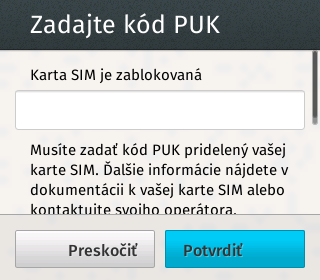 Zadajte kód PUK
Karta SIM je zablokovaná
Musíte zadať kód PUK pridelený vašej
karte SIM. Ďalšie informácie nájdete v
dokumentácii k vašej karte SIM alebo
kontaktujte svojho operátora.
Preskočiť
Potvrdiť